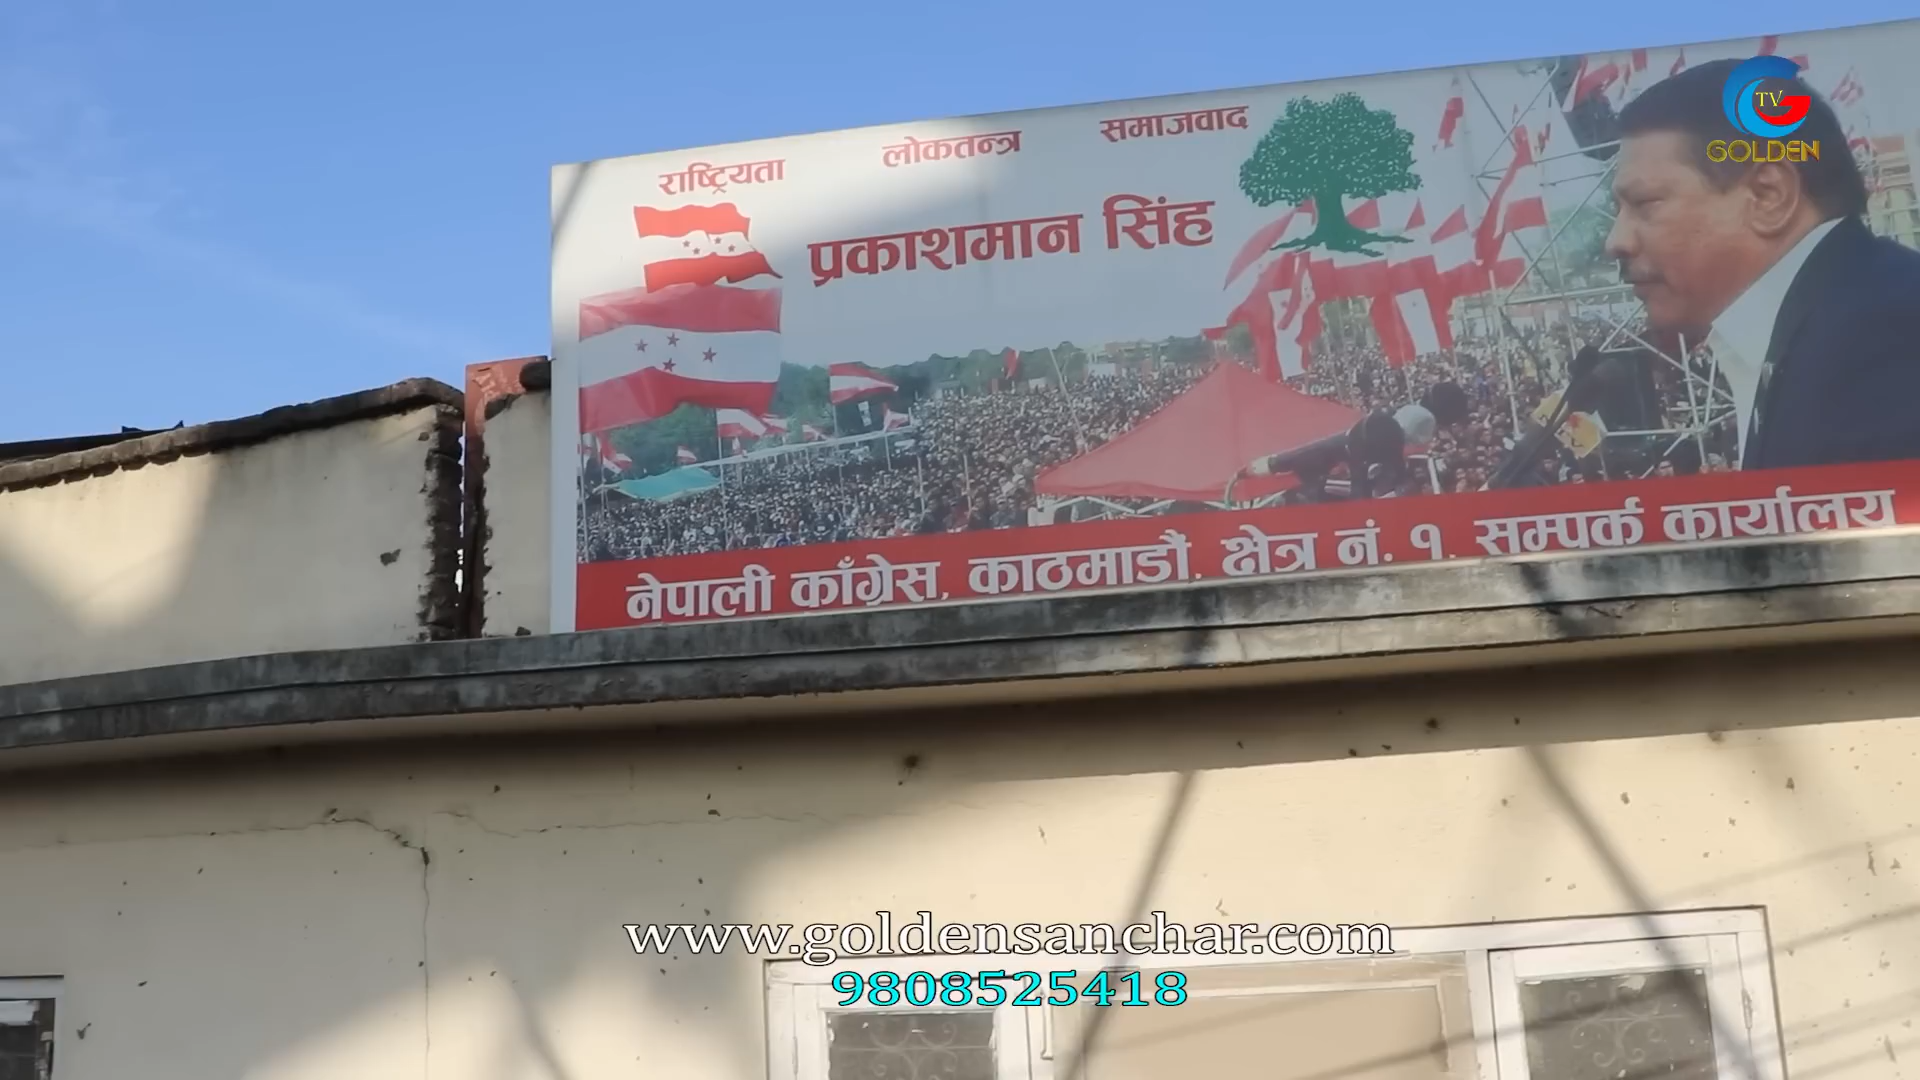 TV
GOLDEN
राष्ट्रियता लोकतन्त्र समाजवाद
प्रकाशमान सिंह
नेपाली काँग्रेस, काठमाडौं, क्षेत्र नं. १, सम्पर्क कार्यालय
www.goldensanchar.com
9808525418